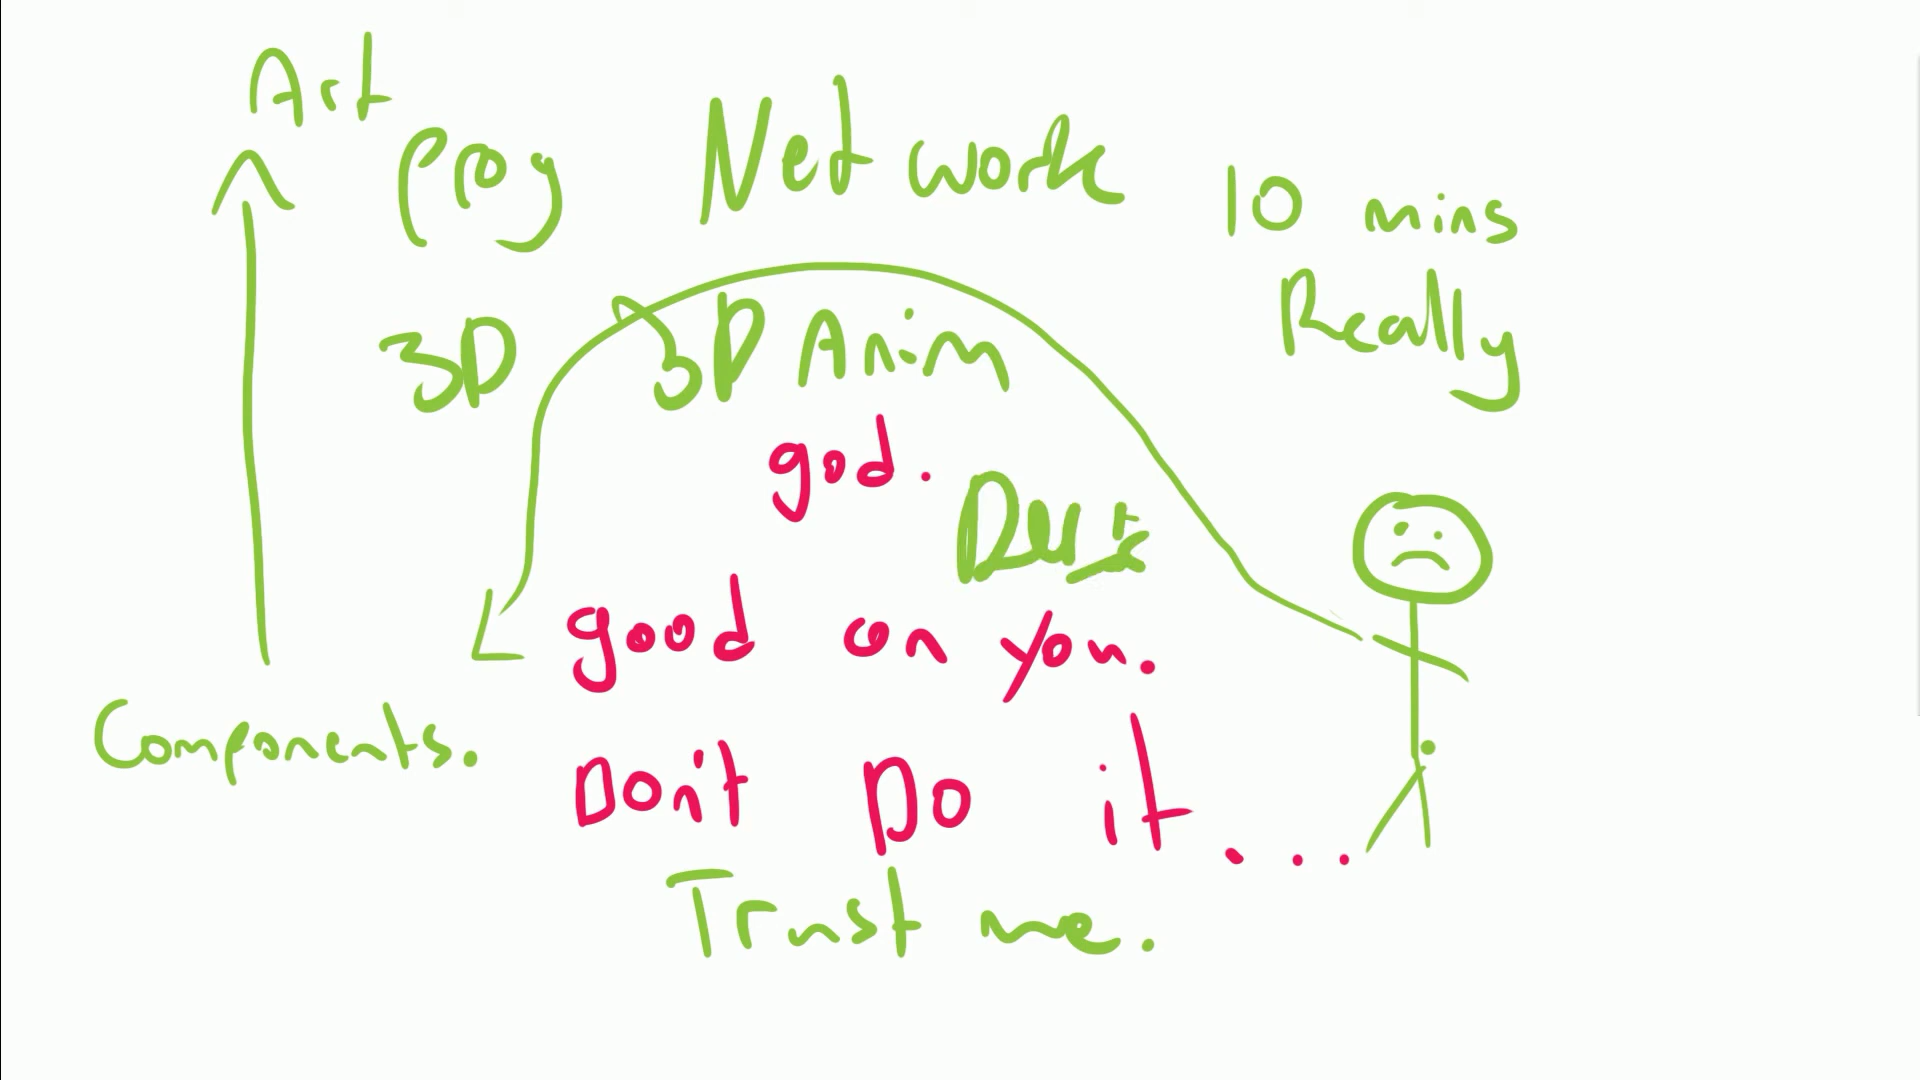 Art
Prog
Network
10 mins
Really
3D
3D Anim
god.
good on you.
Components.
Don't Do it...
Trust me.